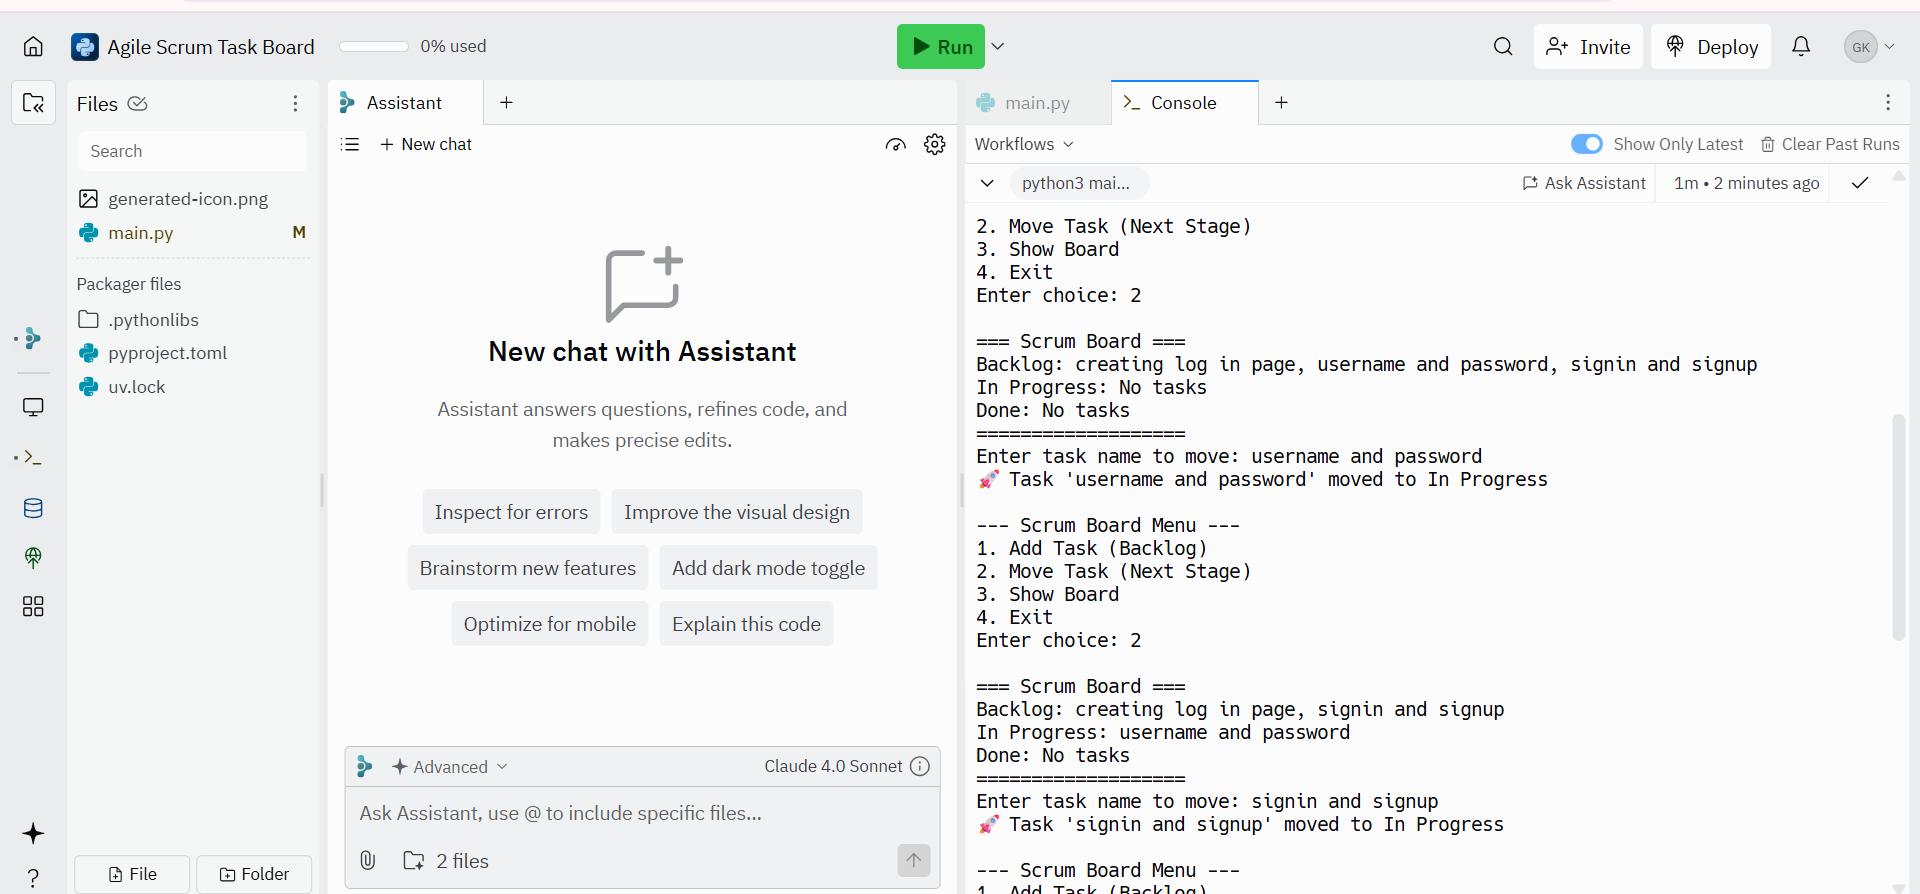 Agile Scrum Task Board
0% used
Run
Invite
Deploy
GK
Files
Search
generated-icon.png
main.py M
Packager files
.pythonlibs
pyproject.toml
uv.lock
File
Folder
Assistant
New chat
New chat with Assistant
Assistant answers questions, refines code, and
makes precise edits.
Inspect for errors
Improve the visual design
Brainstorm new features
Add dark mode toggle
Optimize for mobile
Explain this code
Advanced
Claude 4.0 Sonnet
Ask Assistant, use @ to include specific files...
2 files
main.py
Console
Workflows
Show Only Latest
Clear Past Runs
python3 mai...
Ask Assistant
1m • 2 minutes ago
2. Move Task (Next Stage)
3. Show Board
4. Exit
Enter choice: 2
=== Scrum Board ===
Backlog: creating log in page, username and password, signin and signup
In Progress: No tasks
Done: No tasks
===================
Enter task name to move: username and password
🚀 Task 'username and password' moved to In Progress
--- Scrum Board Menu ---
1. Add Task (Backlog)
2. Move Task (Next Stage)
3. Show Board
4. Exit
Enter choice: 2
=== Scrum Board ===
Backlog: creating log in page, signin and signup
In Progress: username and password
Done: No tasks
===================
Enter task name to move: signin and signup
🚀 Task 'signin and signup' moved to In Progress
--- Scrum Board Menu ---
1. Add Task (Backlog)